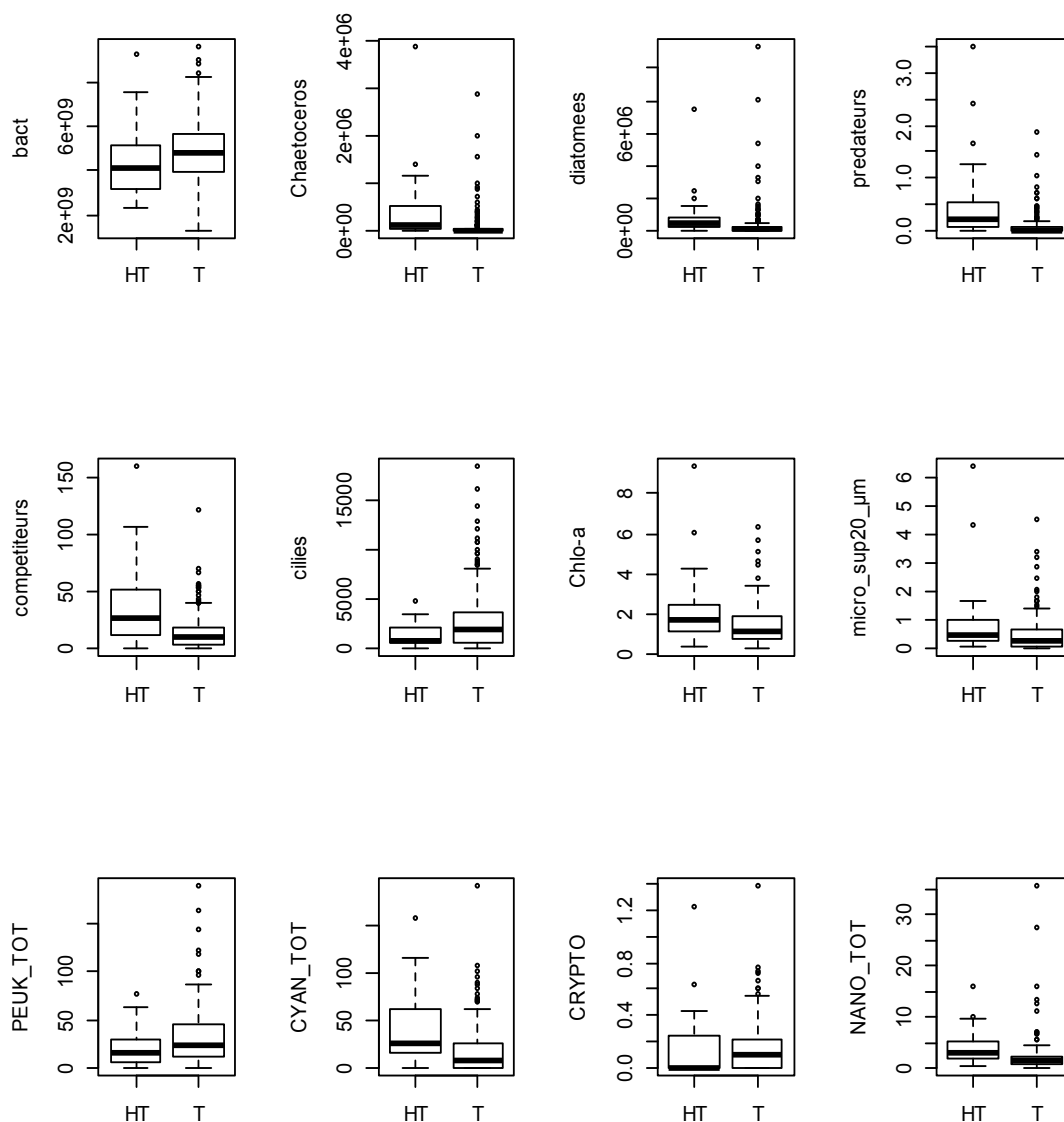 bact
2e+09 6e+09
HT T
Chaetoceros
0e+00 2e+06 4e+06
HT T
diatomees
0e+00 6e+06
HT T
predateurs
0.0 1.0 2.0 3.0
HT T
competiteurs
0 50 100 150
HT T
cilies
0 5000 15000
HT T
Chlo-a
0 2 4 6 8
HT T
micro_sup20_µm
0 1 2 3 4 5 6
HT T
PEUK_TOT
0 50 100
HT T
CYAN_TOT
0 50 100
HT T
CRYPTO
0.0 0.4 0.8 1.2
HT T
NANO_TOT
0 10 20 30
HT T